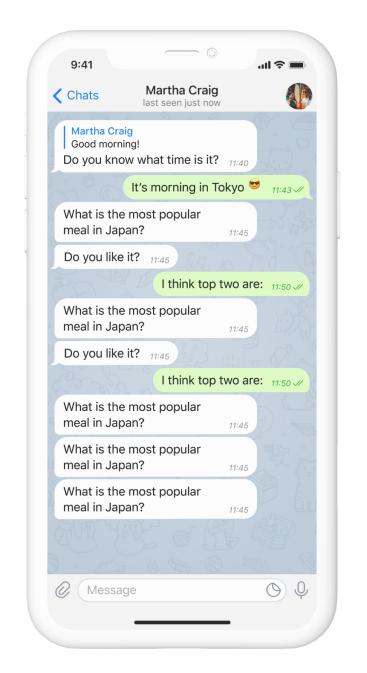 9:41
Chats
Martha Craig
last seen just now
Martha Craig
Good morning!
Do you know what time is it? 11:40
It's morning in Tokyo 😎 11:43
What is the most popular
meal in Japan? 11:45
Do you like it? 11:45
I think top two are: 11:50
What is the most popular
meal in Japan? 11:45
Do you like it? 11:45
I think top two are: 11:50
What is the most popular
meal in Japan? 11:45
What is the most popular
meal in Japan? 11:45
What is the most popular
meal in Japan? 11:45
Message